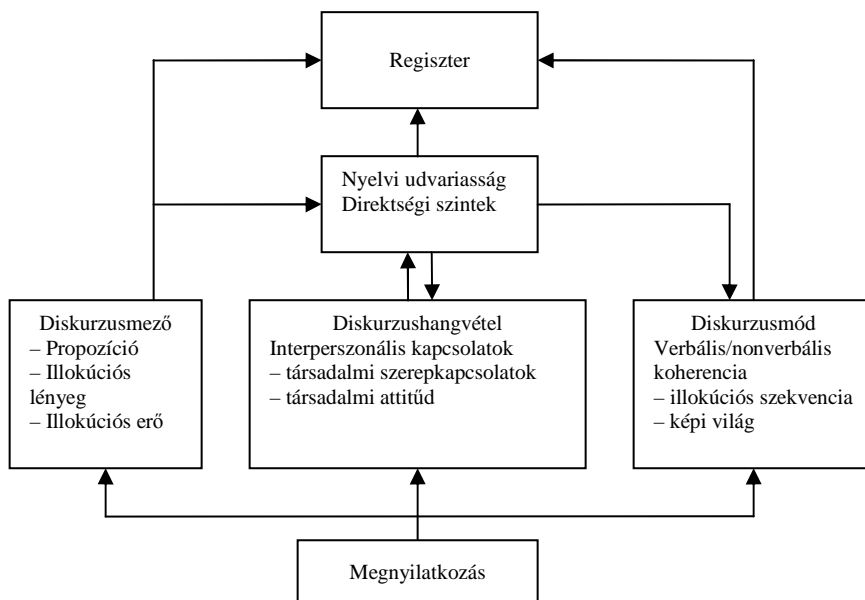 Regiszter
Nyelvi udvariasság
Direktségi szintek
Diskurzusmező
– Propozíció
– Illokúciós
lényeg
– Illokúciós erő
Diskurzushangvétel
Interperszonális kapcsolatok
– társadalmi szerepkapcsolatok
– társadalmi attitűd
Diskurzusmód
Verbális/nonverbális
koherencia
– illokúciós szekvencia
– képi világ
Megnyilatkozás